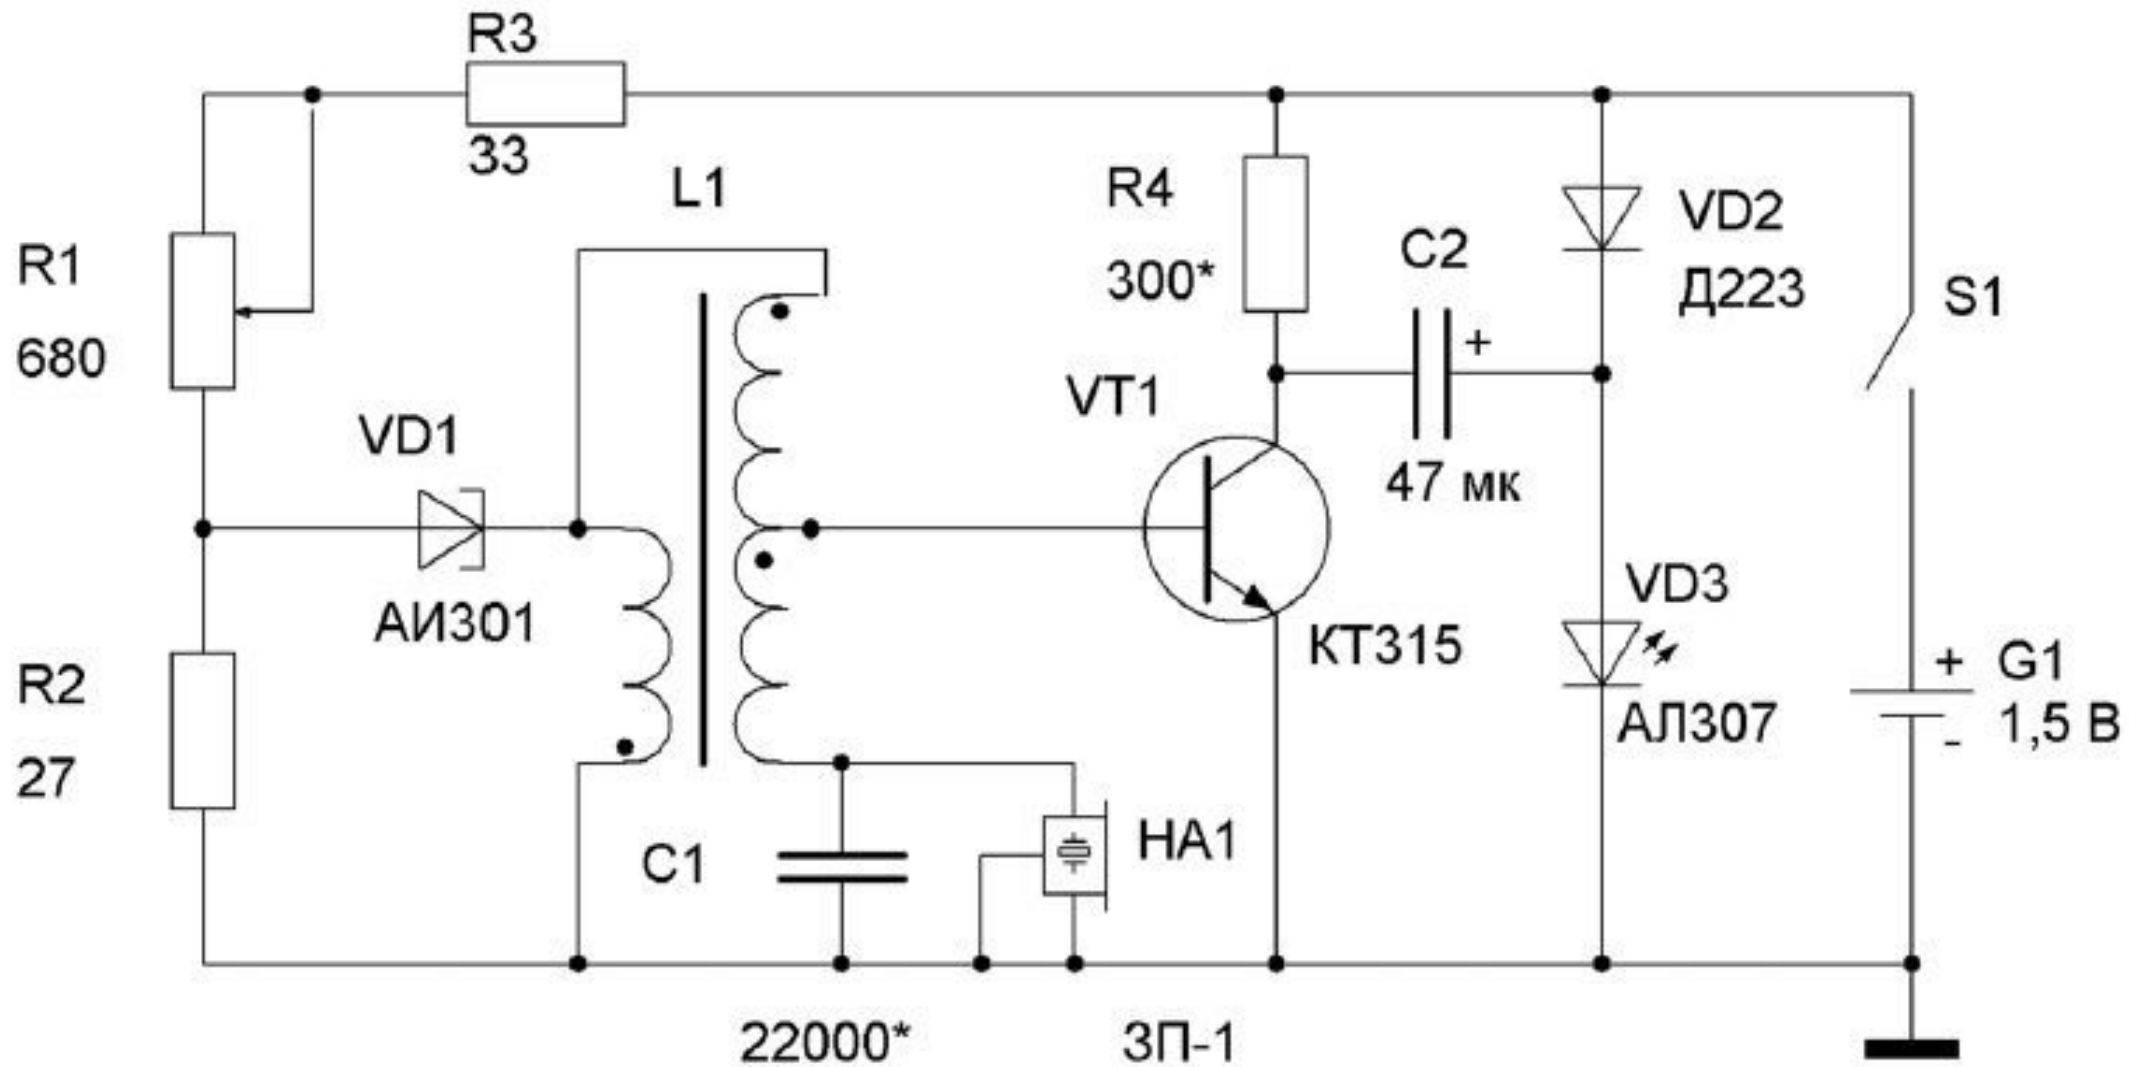 R3
33
L1
R1
680
R4
300*
C2
+
47 мк
VD2
Д223
S1
VT1
КТ315
VD1
АИ301
VD3
АЛ307
+
G1
1,5 В
-
R2
27
C1
22000*
HA1
ЗП-1